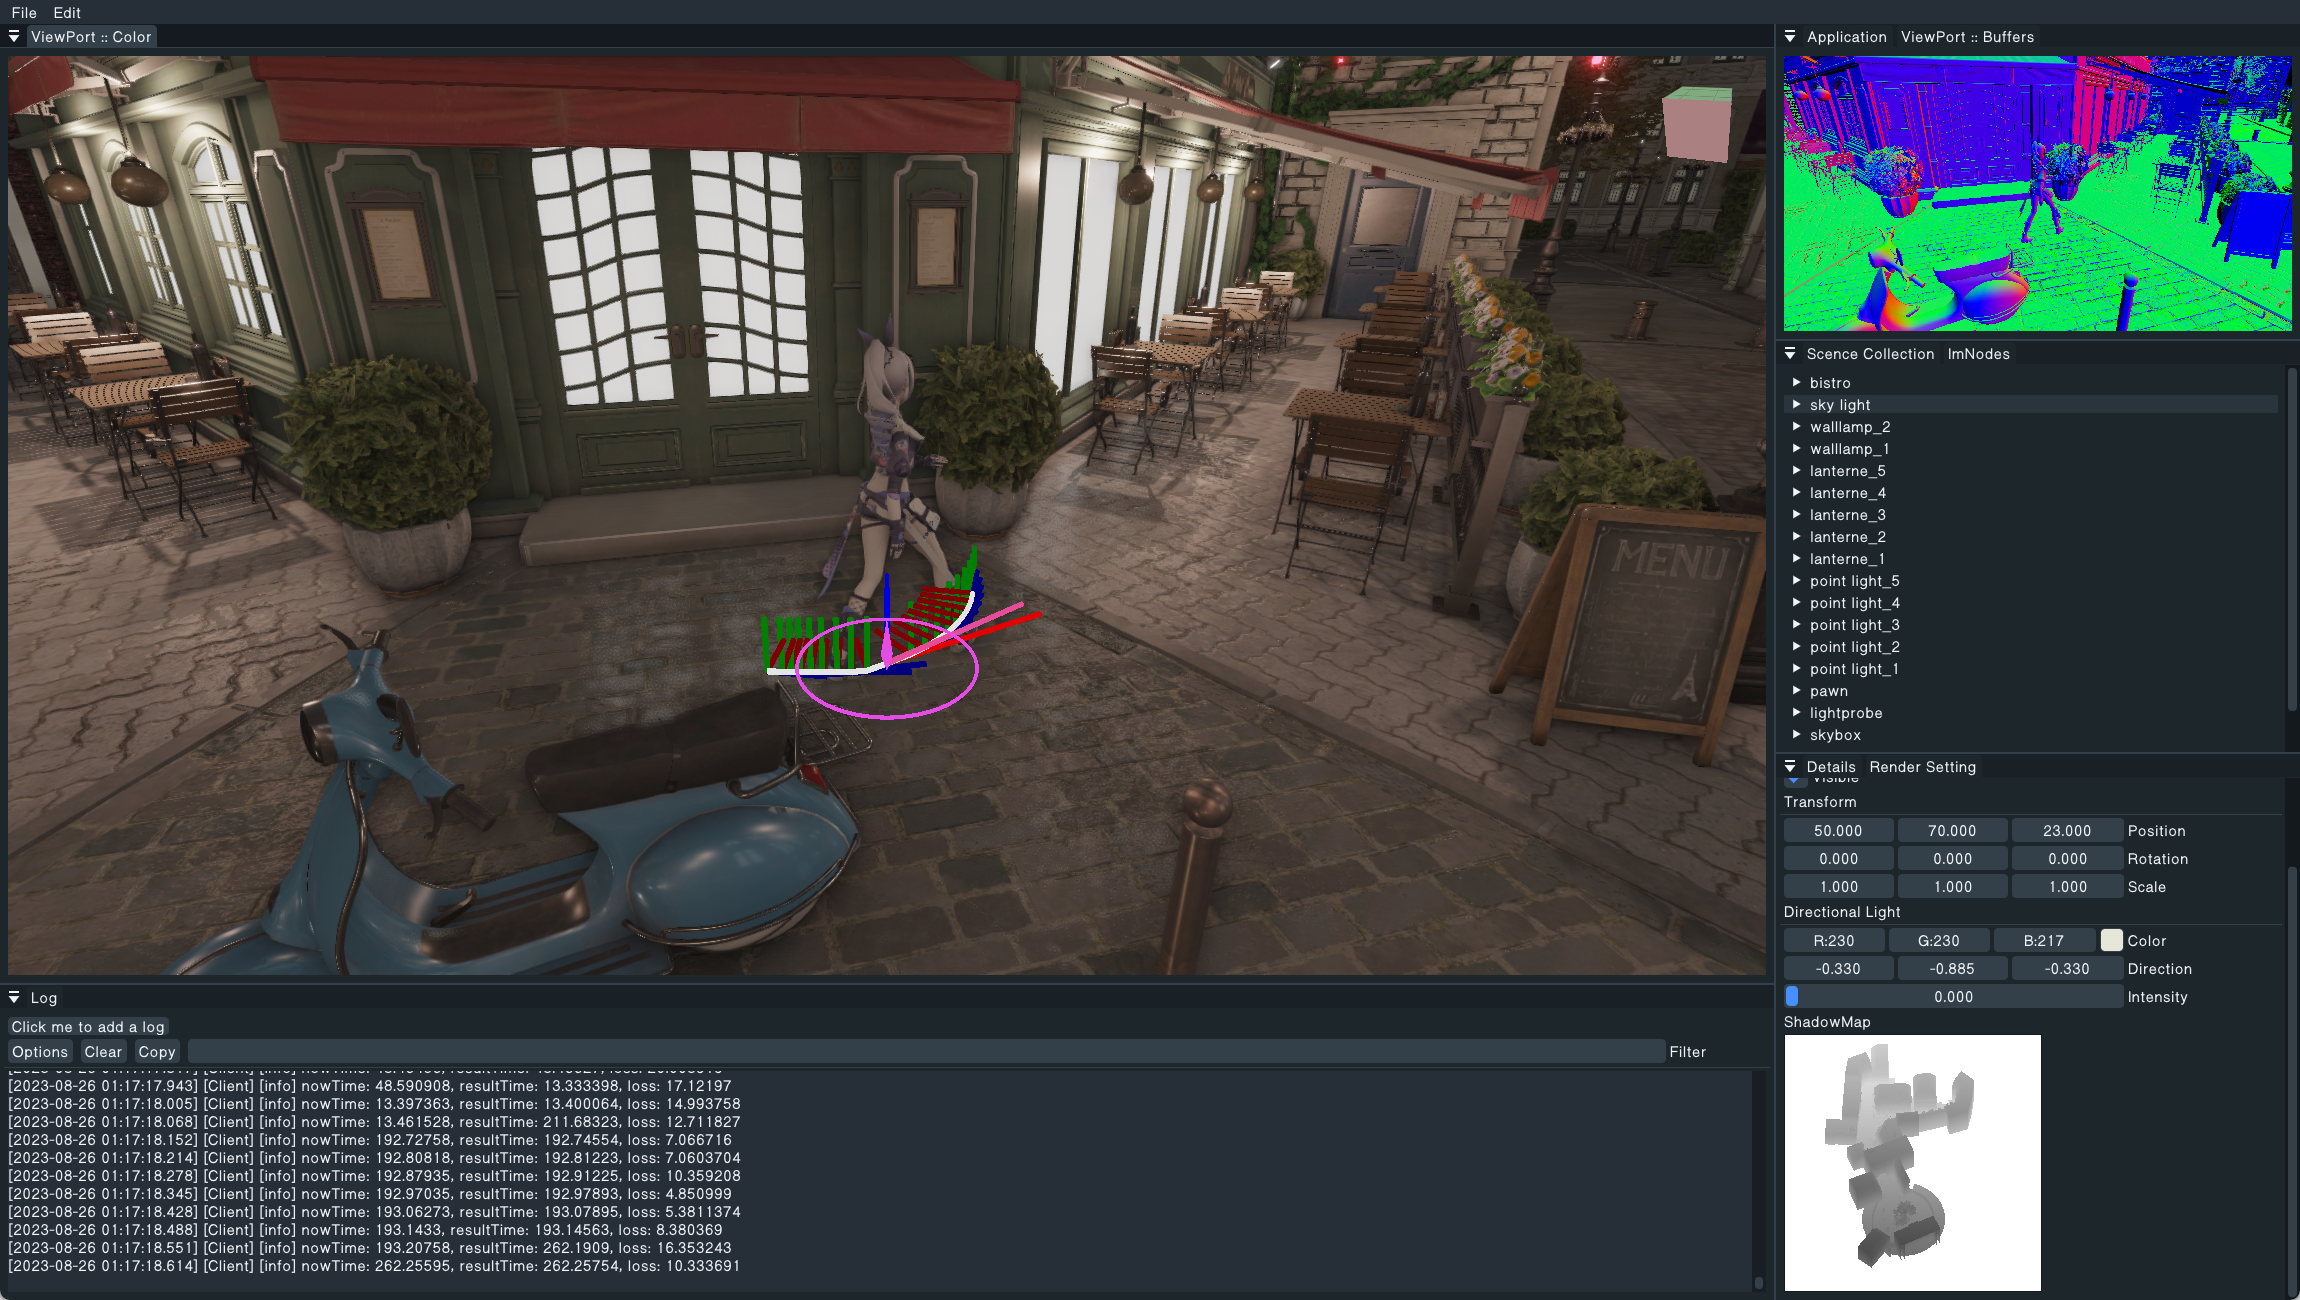 File Edit
ViewPort :: Color
Application ViewPort :: Buffers
MENU
Scence Collection ImNodes
bistro
sky light
walllamp_2
walllamp_1
lanterne_5
lanterne_4
lanterne_3
lanterne_2
lanterne_1
point light_5
point light_4
point light_3
point light_2
point light_1
pawn
lightprobe
skybox
Details Render Setting
Visible
Transform
50.000 70.000 23.000 Position
0.000 0.000 0.000 Rotation
1.000 1.000 1.000 Scale
Directional Light
R:230 G:230 B:217 Color
-0.330 -0.885 -0.330 Direction
0.000 Intensity
ShadowMap
Log
Click me to add a log
Options Clear Copy Filter
[2023-08-26 01:17:17.943] [Client] [info] nowTime: 48.590908, resultTime: 13.333398, loss: 17.12197
[2023-08-26 01:17:18.005] [Client] [info] nowTime: 13.397363, resultTime: 13.400064, loss: 14.993758
[2023-08-26 01:17:18.068] [Client] [info] nowTime: 13.461528, resultTime: 211.68323, loss: 12.711827
[2023-08-26 01:17:18.152] [Client] [info] nowTime: 192.72758, resultTime: 192.74554, loss: 7.066716
[2023-08-26 01:17:18.214] [Client] [info] nowTime: 192.80818, resultTime: 192.81223, loss: 7.0603704
[2023-08-26 01:17:18.278] [Client] [info] nowTime: 192.87935, resultTime: 192.91225, loss: 10.359208
[2023-08-26 01:17:18.345] [Client] [info] nowTime: 192.97035, resultTime: 192.97893, loss: 4.850999
[2023-08-26 01:17:18.428] [Client] [info] nowTime: 193.06273, resultTime: 193.07895, loss: 5.3811374
[2023-08-26 01:17:18.488] [Client] [info] nowTime: 193.1433, resultTime: 193.14563, loss: 8.380369
[2023-08-26 01:17:18.551] [Client] [info] nowTime: 193.20758, resultTime: 262.1909, loss: 16.353243
[2023-08-26 01:17:18.614] [Client] [info] nowTime: 262.25595, resultTime: 262.25754, loss: 10.333691